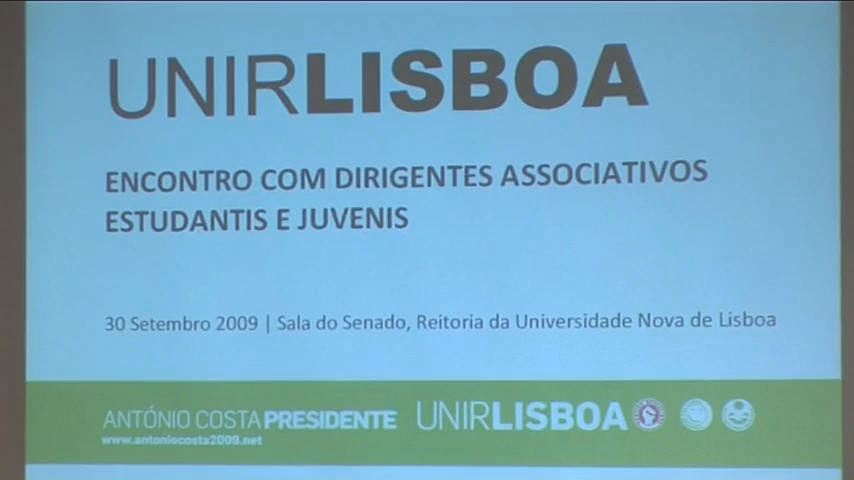 UNIRLISBOA
ENCONTRO COM DIRIGENTES ASSOCIATIVOS
ESTUDANTIS E JUVENIS
30 Setembro 2009 | Sala do Senado, Reitoria da Universidade Nova de Lisboa
ANTÓNIO COSTA PRESIDENTE UNIRLISBOA
www.antoniocosta2009.net